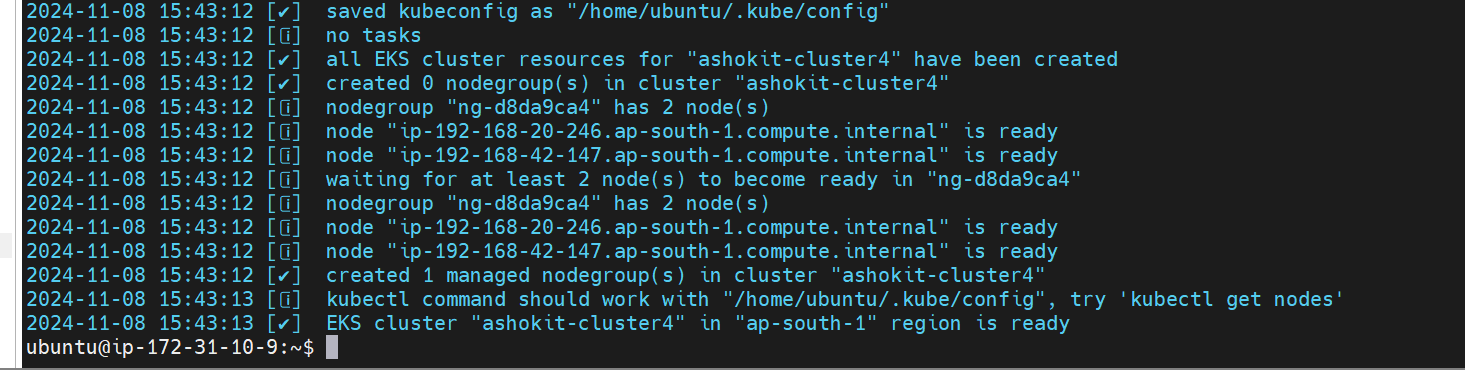 2024-11-08 15:43:12 [✔]  saved kubeconfig as "/home/ubuntu/.kube/config"
2024-11-08 15:43:12 [ℹ]  no tasks
2024-11-08 15:43:12 [✔]  all EKS cluster resources for "ashokit-cluster4" have been created
2024-11-08 15:43:12 [✔]  created 0 nodegroup(s) in cluster "ashokit-cluster4"
2024-11-08 15:43:12 [ℹ]  nodegroup "ng-d8da9ca4" has 2 node(s)
2024-11-08 15:43:12 [ℹ]  node "ip-192-168-20-246.ap-south-1.compute.internal" is ready
2024-11-08 15:43:12 [ℹ]  node "ip-192-168-42-147.ap-south-1.compute.internal" is ready
2024-11-08 15:43:12 [ℹ]  waiting for at least 2 node(s) to become ready in "ng-d8da9ca4"
2024-11-08 15:43:12 [ℹ]  nodegroup "ng-d8da9ca4" has 2 node(s)
2024-11-08 15:43:12 [ℹ]  node "ip-192-168-20-246.ap-south-1.compute.internal" is ready
2024-11-08 15:43:12 [ℹ]  node "ip-192-168-42-147.ap-south-1.compute.internal" is ready
2024-11-08 15:43:12 [✔]  created 1 managed nodegroup(s) in cluster "ashokit-cluster4"
2024-11-08 15:43:13 [ℹ]  kubectl command should work with "/home/ubuntu/.kube/config", try 'kubectl get nodes'
2024-11-08 15:43:13 [✔]  EKS cluster "ashokit-cluster4" in "ap-south-1" region is ready
ubuntu@ip-172-31-10-9:~$